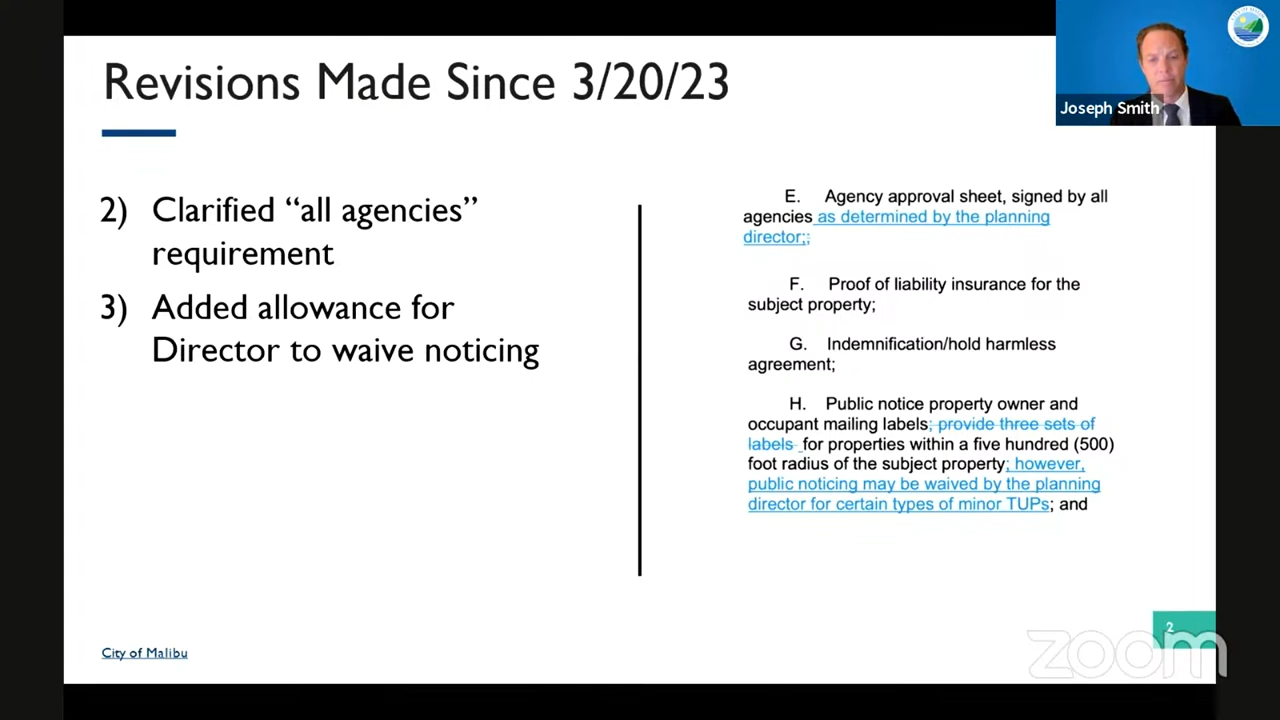 Revisions Made Since 3/20/23
Joseph Smith
2) Clarified “all agencies”
requirement
3) Added allowance for
Director to waive noticing
E. Agency approval sheet, signed by all
agencies as determined by the planning
director;;
F. Proof of liability insurance for the
subject property;
G. Indemnification/hold harmless
agreement;
H. Public notice property owner and
occupant mailing labels; provide three sets of
labels for properties within a five hundred (500)
foot radius of the subject property; however,
public noticing may be waived by the planning
director for certain types of minor TUPs; and
City of Malibu
2
zoom